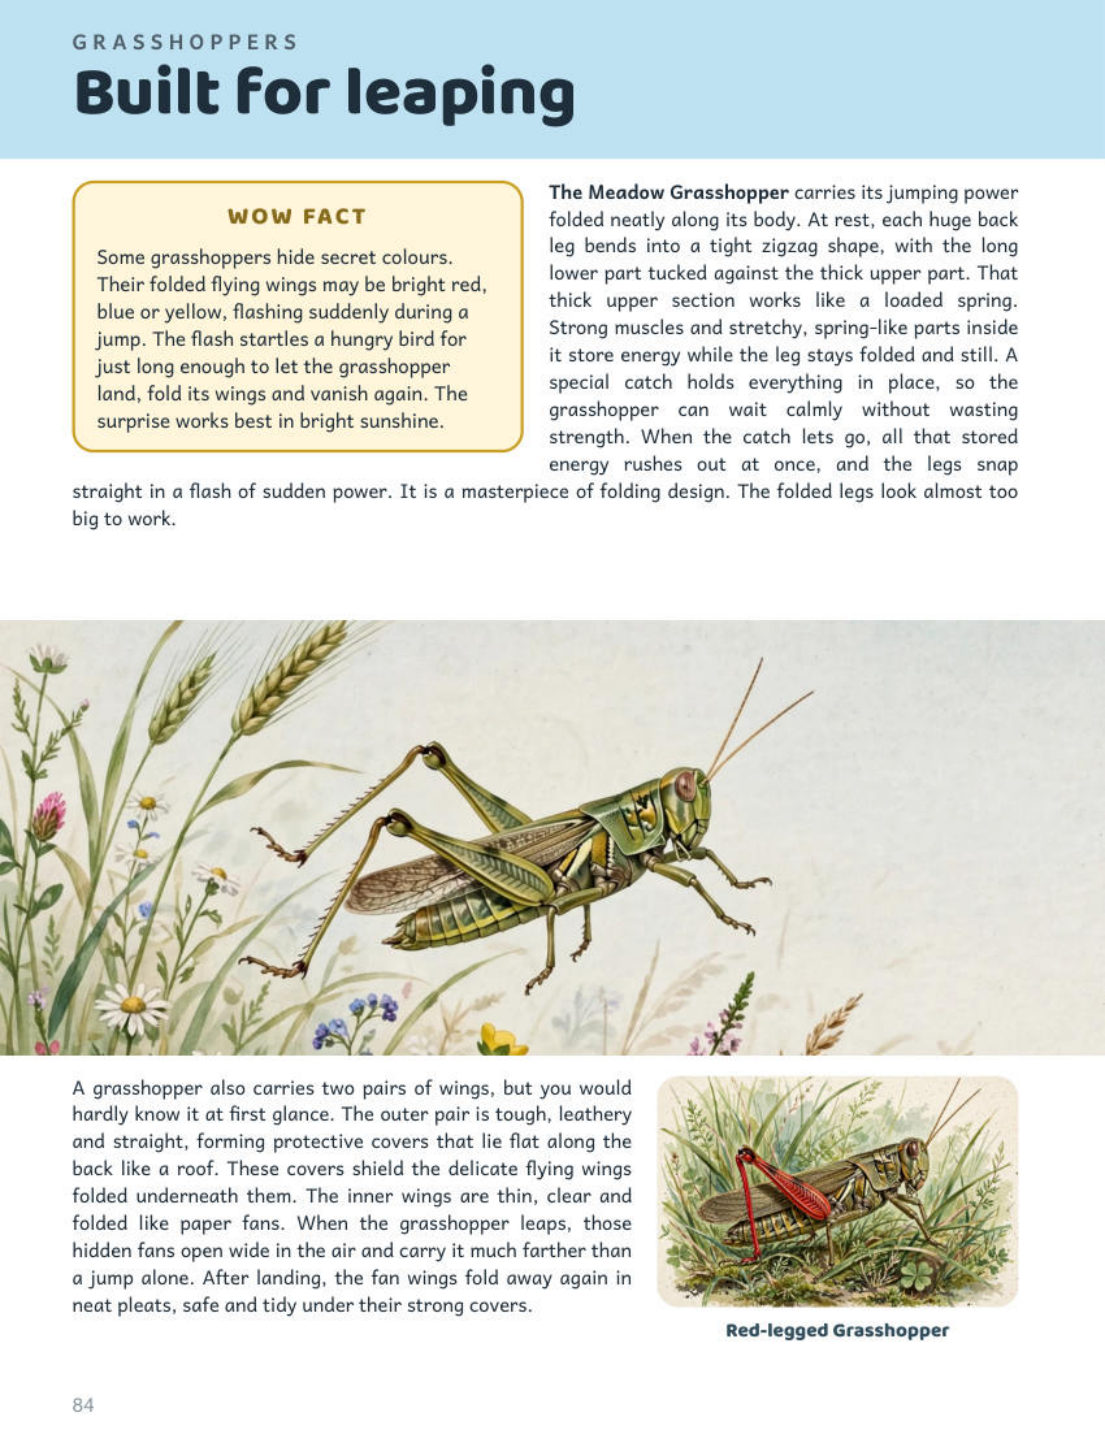 GRASSHOPPERS
Built for leaping
WOW FACT
Some grasshoppers hide secret colours.
Their folded flying wings may be bright red,
blue or yellow, flashing suddenly during a
jump. The flash startles a hungry bird for
just long enough to let the grasshopper
land, fold its wings and vanish again. The
surprise works best in bright sunshine.
The Meadow Grasshopper carries its jumping power
folded neatly along its body. At rest, each huge back
leg bends into a tight zigzag shape, with the long
lower part tucked against the thick upper part. That
thick upper section works like a loaded spring.
Strong muscles and stretchy, spring-like parts inside
it store energy while the leg stays folded and still. A
special catch holds everything in place, so the
grasshopper can wait calmly without wasting
strength. When the catch lets go, all that stored
energy rushes out at once, and the legs snap
straight in a flash of sudden power. It is a masterpiece of folding design. The folded legs look almost too
big to work.
A grasshopper also carries two pairs of wings, but you would
hardly know it at first glance. The outer pair is tough, leathery
and straight, forming protective covers that lie flat along the
back like a roof. These covers shield the delicate flying wings
folded underneath them. The inner wings are thin, clear and
folded like paper fans. When the grasshopper leaps, those
hidden fans open wide in the air and carry it much farther than
a jump alone. After landing, the fan wings fold away again in
neat pleats, safe and tidy under their strong covers.
Red-legged Grasshopper
84